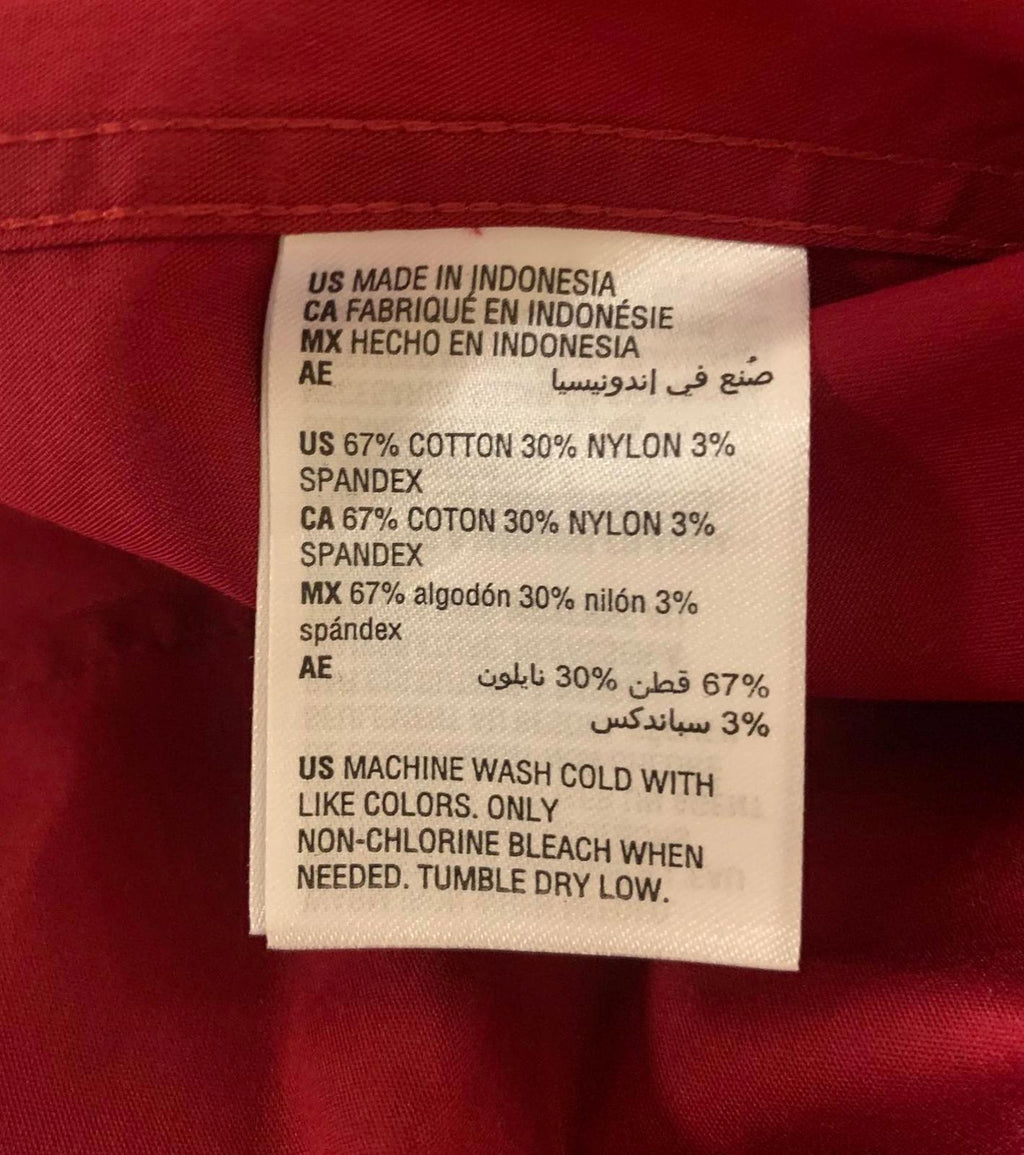 US MADE IN INDONESIA
CA FABRIQUÉ EN INDONÉSIE
MX HECHO EN INDONESIA
AE صُنع في إندونيسيا
US 67% COTTON 30% NYLON 3%
SPANDEX
CA 67% COTON 30% NYLON 3%
SPANDEX
MX 67% algodón 30% nilón 3%
spándex
AE 67% قطن 30% نايلون
3% سباندكس
US MACHINE WASH COLD WITH
LIKE COLORS. ONLY
NON-CHLORINE BLEACH WHEN
NEEDED. TUMBLE DRY LOW.